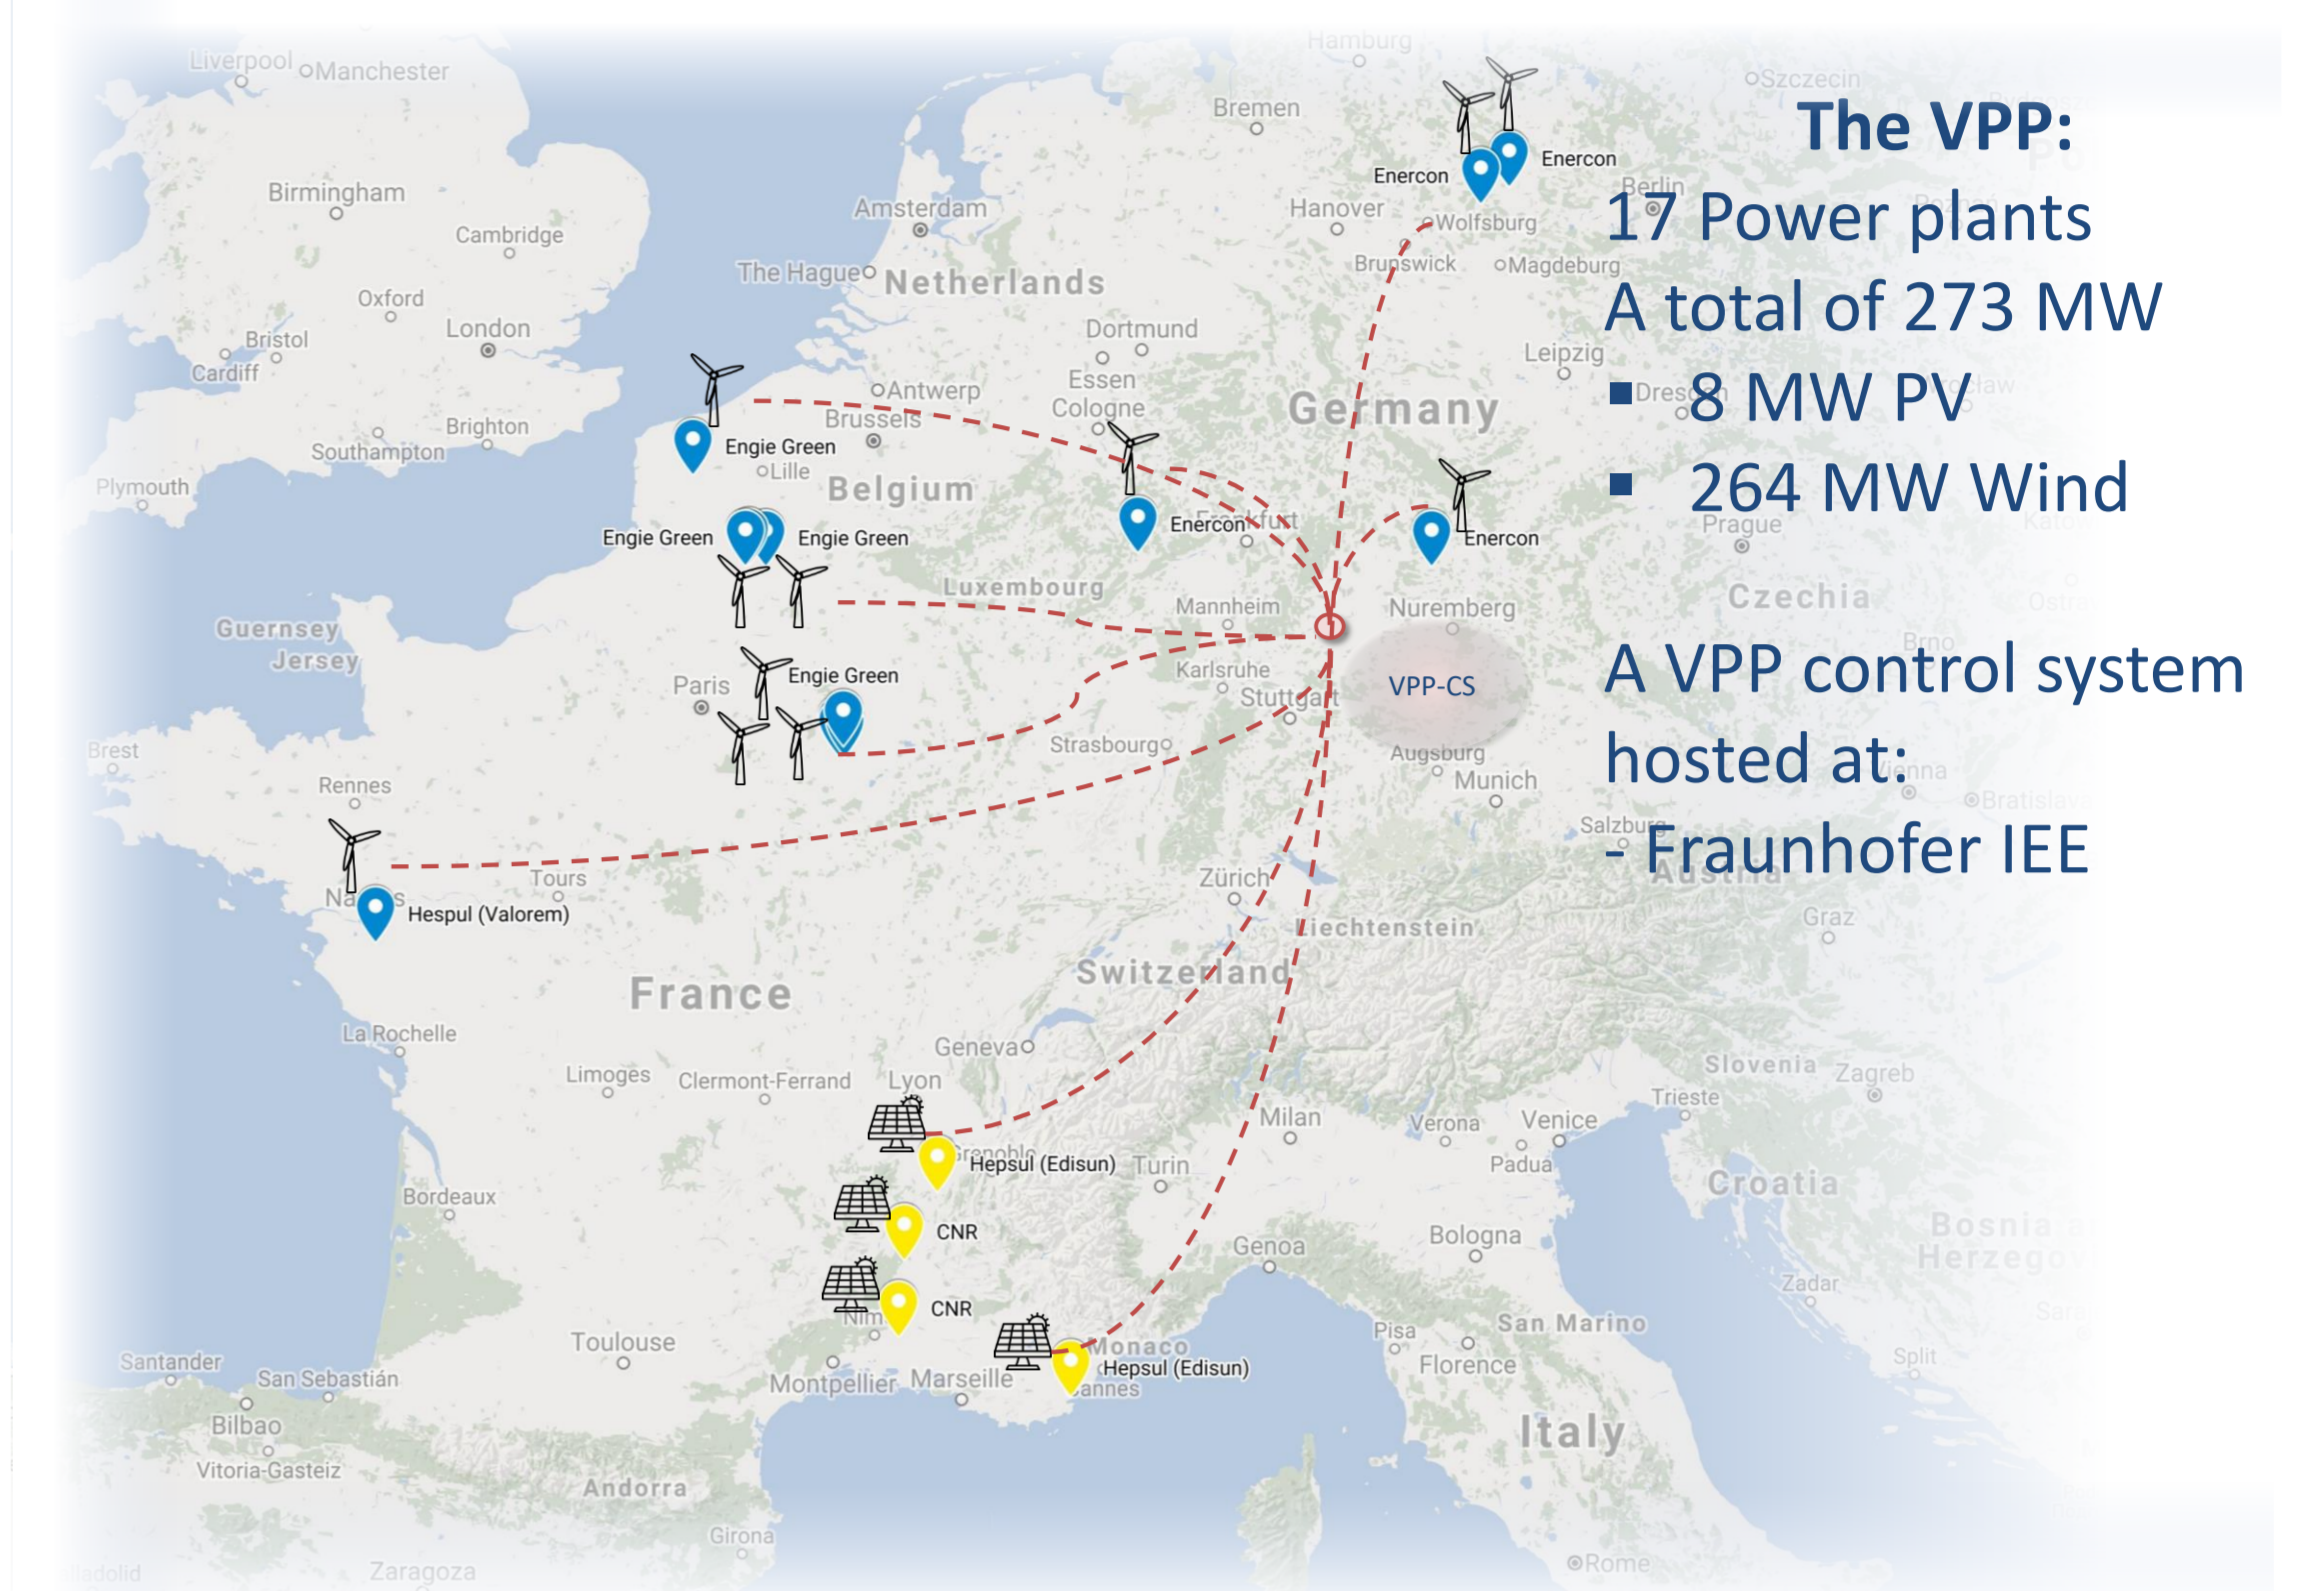 Hamburg
Liverpool
Manchester
Szczecin
Bremen
The VPP:
Enercon
Enercon
Birmingham
Berlin
17 Power plants
Amsterdam
Hanover
Wolfsburg
Cambridge
The Hague
Netherlands
Brunswick
Magdeburg
A total of 273 MW
Oxford
London
Dortmund
Bristol
Leipzig
Cardiff
Essen
Antwerp
8 MW PV
Cologne
Germany
Brussels
Brighton
Engie Green
Southampton
Lille
Belgium
Plymouth
264 MW Wind
Prague
Enercon
Engie Green
Engie Green
Enercon
Luxembourg
Czechia
Mannheim
Nuremberg
Guernsey
Jersey
Brno
Karlsruhe
A VPP control system
Engie Green
Paris
VPP-CS
Stuttgart
Strasbourg
Brest
Augsburg
hosted at:
Vienna
Rennes
Munich
Bratislava
Salzburg
- Fraunhofer IEE
Austria
Tours
Zürich
Hespul (Valorem)
Graz
Liechtenstein
Switzerland
France
La Rochelle
Geneva
Slovenia
Zagreb
Limoges
Clermont-Ferrand
Lyon
Trieste
Milan
Verona
Venice
Hepsul (Edisun)
Turin
Padua
Croatia
Bordeaux
CNR
Bologna
Genoa
Zadar
CNR
San Marino
Pisa
Toulouse
Monaco
Split
Santander
Florence
Hepsul (Edisun)
San Sebastián
Montpellier
Marseille
Bilbao
Italy
Vitoria-Gasteiz
Andorra
Girona
Rome
Zaragoza